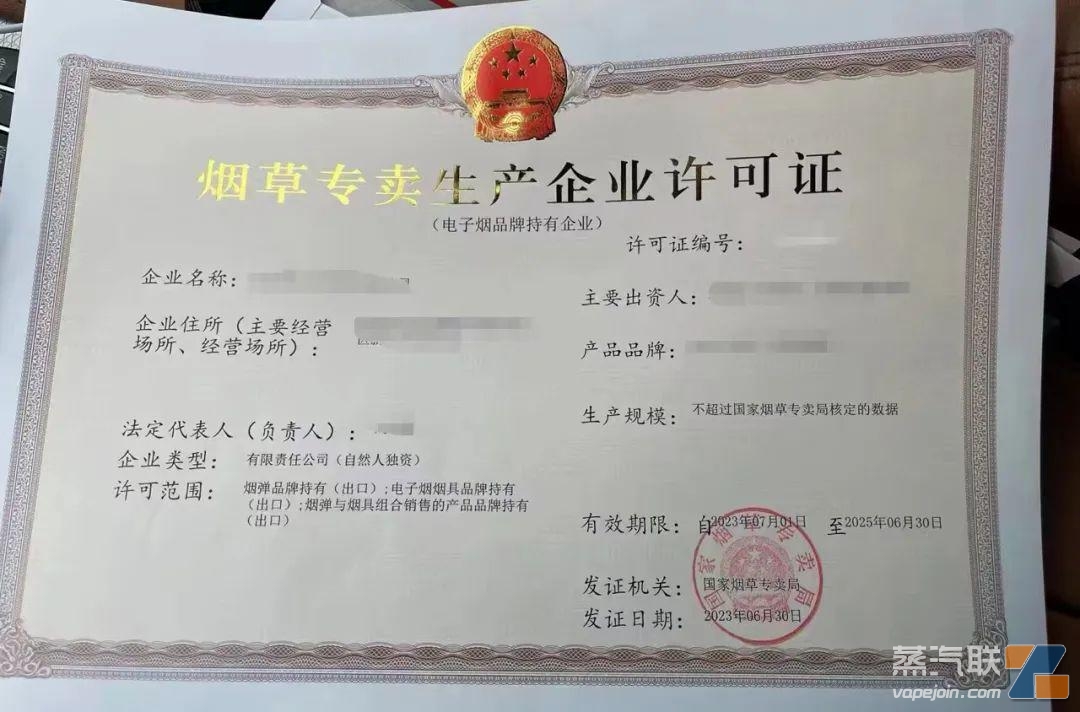 烟草专卖生产企业许可证
（电子烟品牌持有企业）
许可证编号：
企业名称：
企业住所（主要经营
场所、经营场所）：
法定代表人（负责人）：
企业类型： 有限责任公司（自然人独资）
许可范围： 烟弹品牌持有（出口）;电子烟烟具品牌持有
（出口）;烟弹与烟具组合销售的产品品牌持有
（出口）
主要出资人：
产品品牌：
生产规模： 不超过国家烟草专卖局核定的数据
有效期限： 自2023年07月01日 至2025年06月30日
发证机关： 国家烟草专卖局
发证日期： 2023年06月30日
国家烟草专卖局
蒸汽联
vapejoin.com